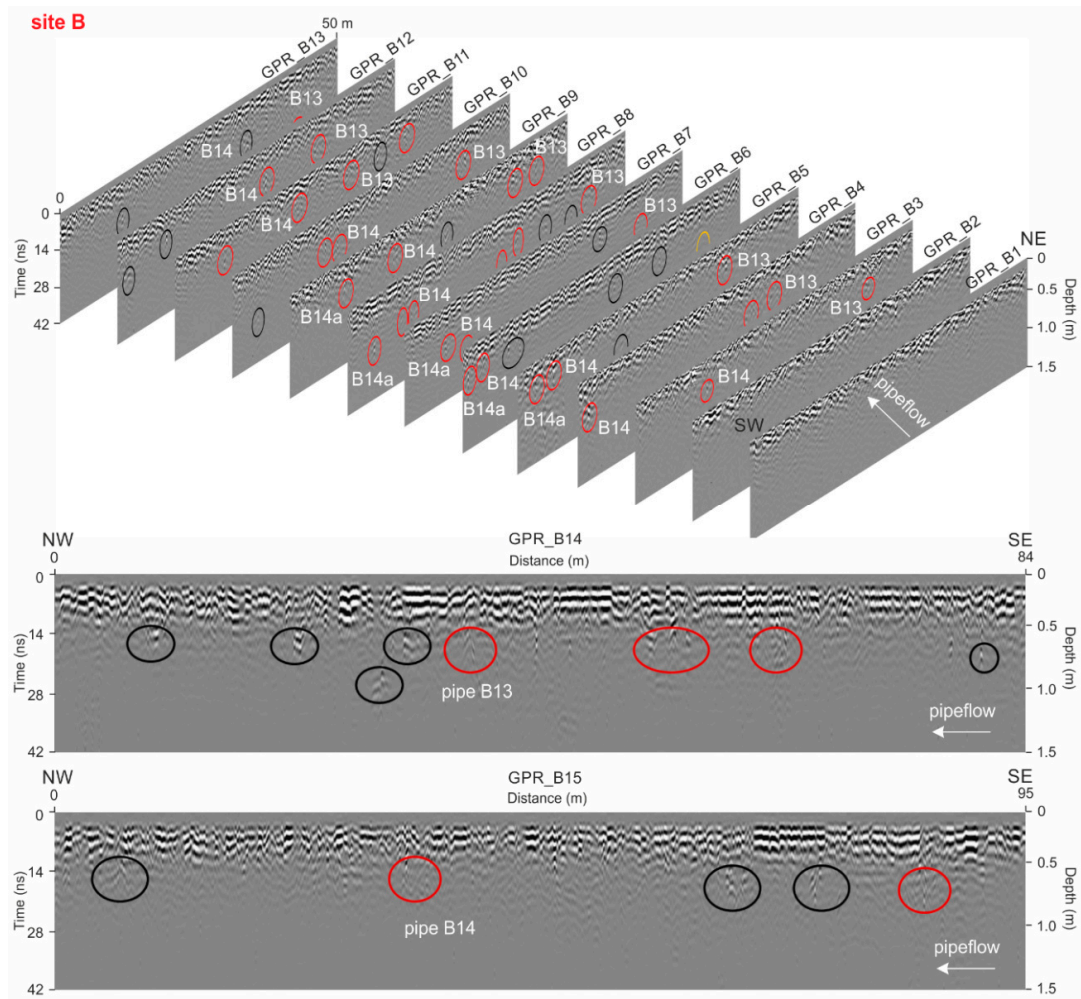 site B
50 m
GPR_B13
GPR_B12
GPR_B11
GPR_B10
GPR_B9
GPR_B8
GPR_B7
GPR_B6
GPR_B5
GPR_B4
GPR_B3
GPR_B2
GPR_B1
B13
B14
B13
B14
B13
B14
B13
B14
B13
B14
B14a
B13
B14
B14a
B13
B14
B14a
B14
B14a
B13
B14
B14a
B13
B14
B14
0
0
14
28
42
Time (ns)
NE
0
0.5
1.0
1.5
Depth (m)
SW
pipeflow
NW
0
GPR_B14
Distance (m)
SE
84
0
14
28
42
Time (ns)
0
0.5
1.0
1.5
Depth (m)
pipe B13
pipeflow
NW
0
GPR_B15
Distance (m)
SE
95
0
14
28
42
Time (ns)
0
0.5
1.0
1.5
Depth (m)
pipe B14
pipeflow